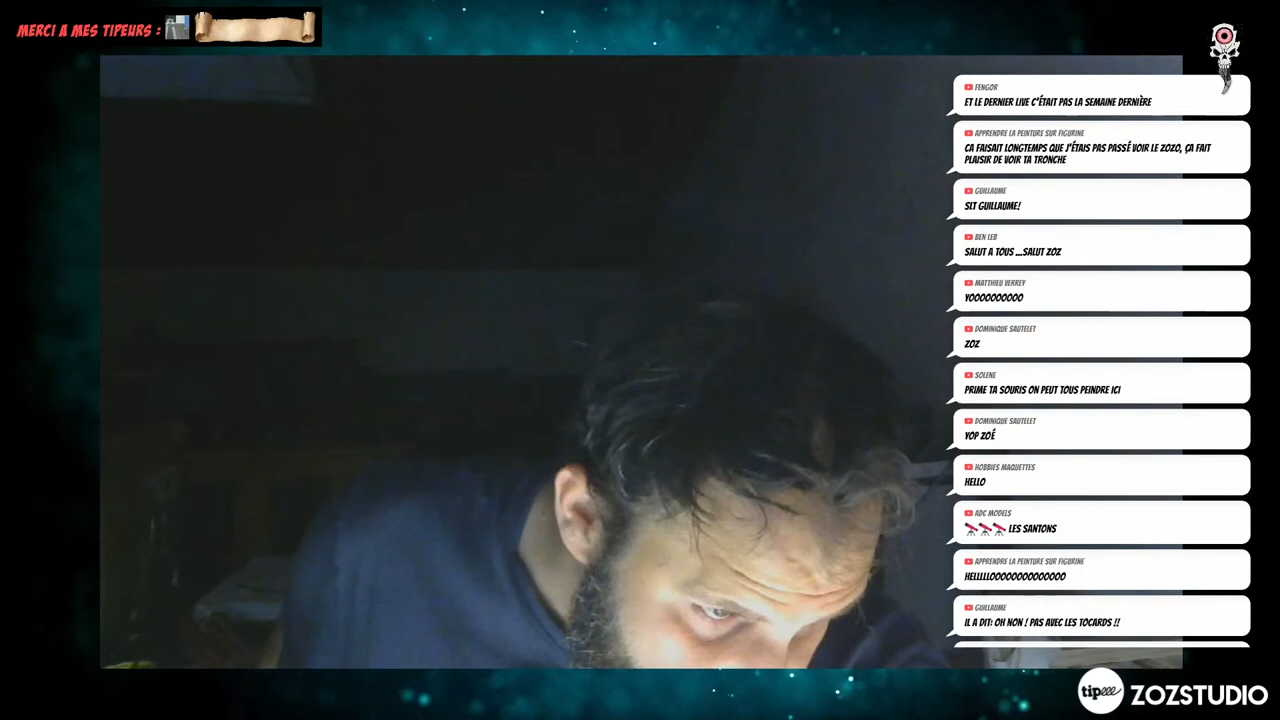 MERCI A MES TIPEURS :
FENGOR
ET LE DERNIER LIVE C'ÉTAIT PAS LA SEMAINE DERNIÈRE
APPRENDRE LA PEINTURE SUR FIGURINE
CA FAISAIT LONGTEMPS QUE J'ÉTAIS PAS PASSÉ VOIR LE ZOZO, ÇA FAIT
PLAISIR DE VOIR TA TRONCHE
GUILLAUME
SLT GUILLAUME!
BEN LEB
SALUT A TOUS ...SALUT ZOZ
MATTHIEU VERREY
YOOOOOOOOOO
DOMINIQUE SAUTELET
ZOZ
SOLENE
PRIME TA SOURIS ON PEUT TOUS PEINDRE ICI
DOMINIQUE SAUTELET
YOP ZOÉ
HOBBIES MAQUETTES
HELLO
ADC MODELS
LES SANTONS
APPRENDRE LA PEINTURE SUR FIGURINE
HELLLLLOOOOOOOOOOOOOO
GUILLAUME
IL A DIT: OH NON ! PAS AVEC LES TOCARDS !!
tipeee ZOZSTUDIO